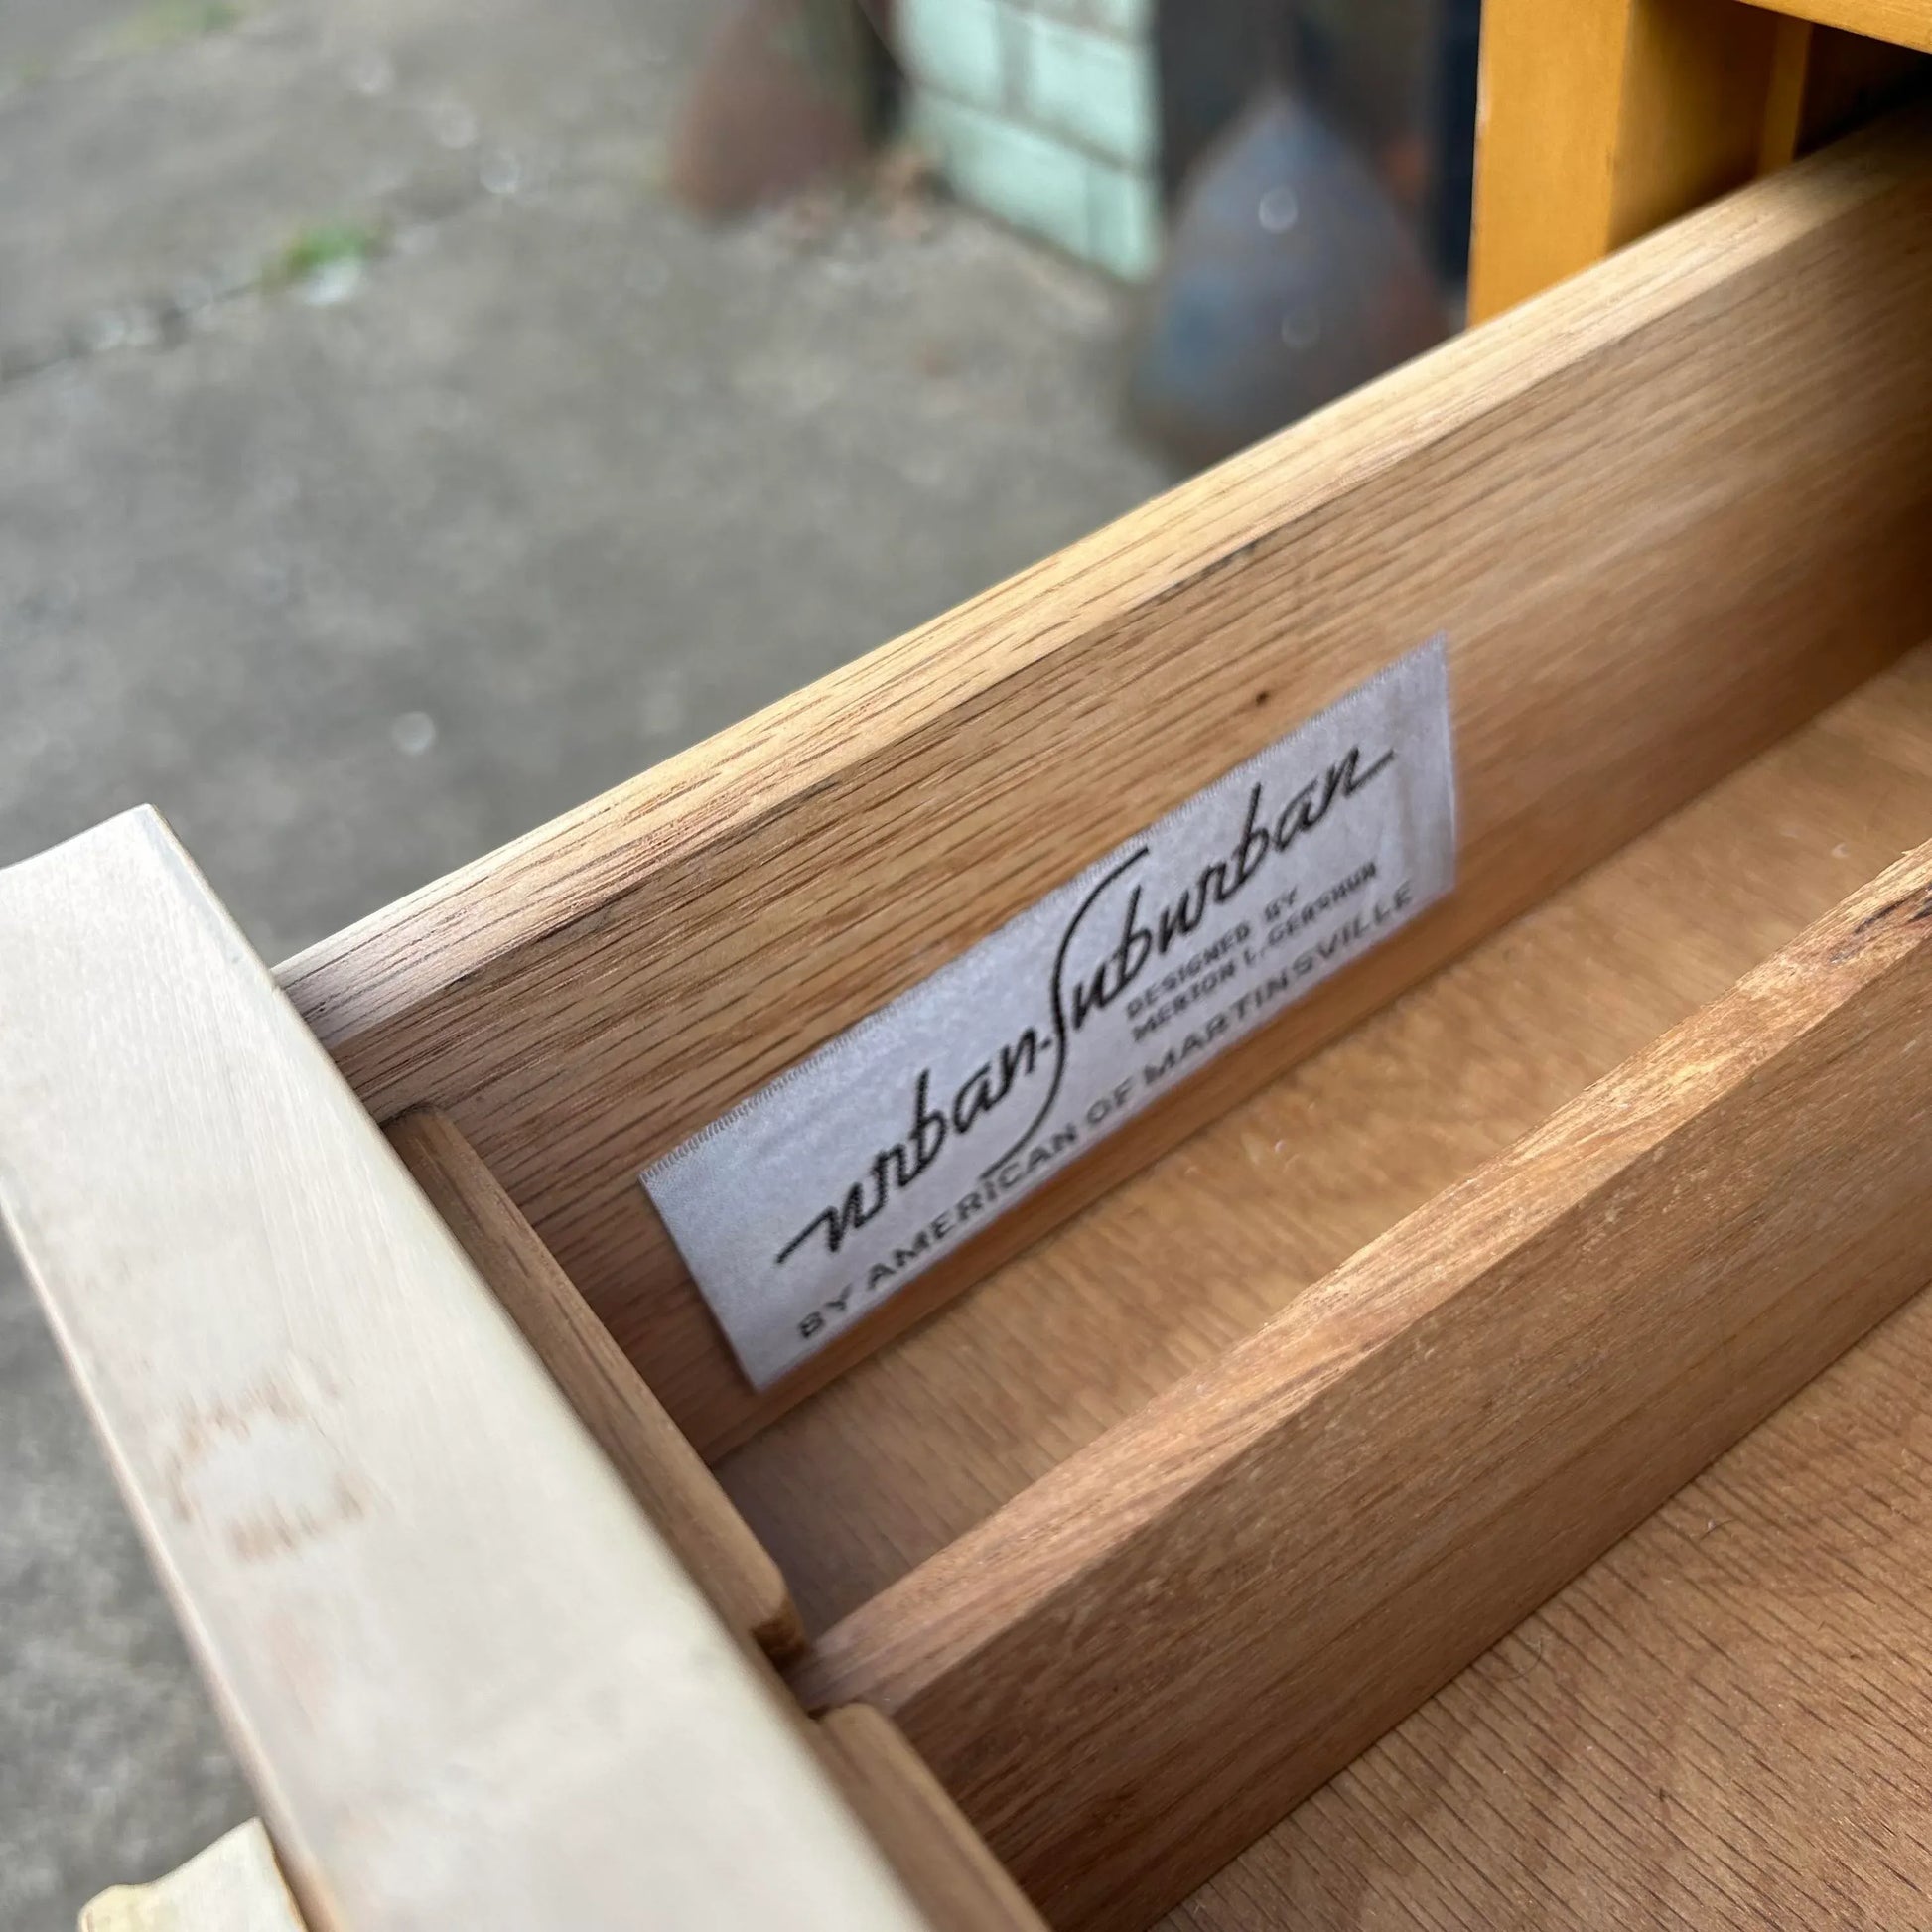 urban-Suburban
DESIGNED BY
MERTON L. GERSHUN
BY AMERICAN OF MARTINSVILLE